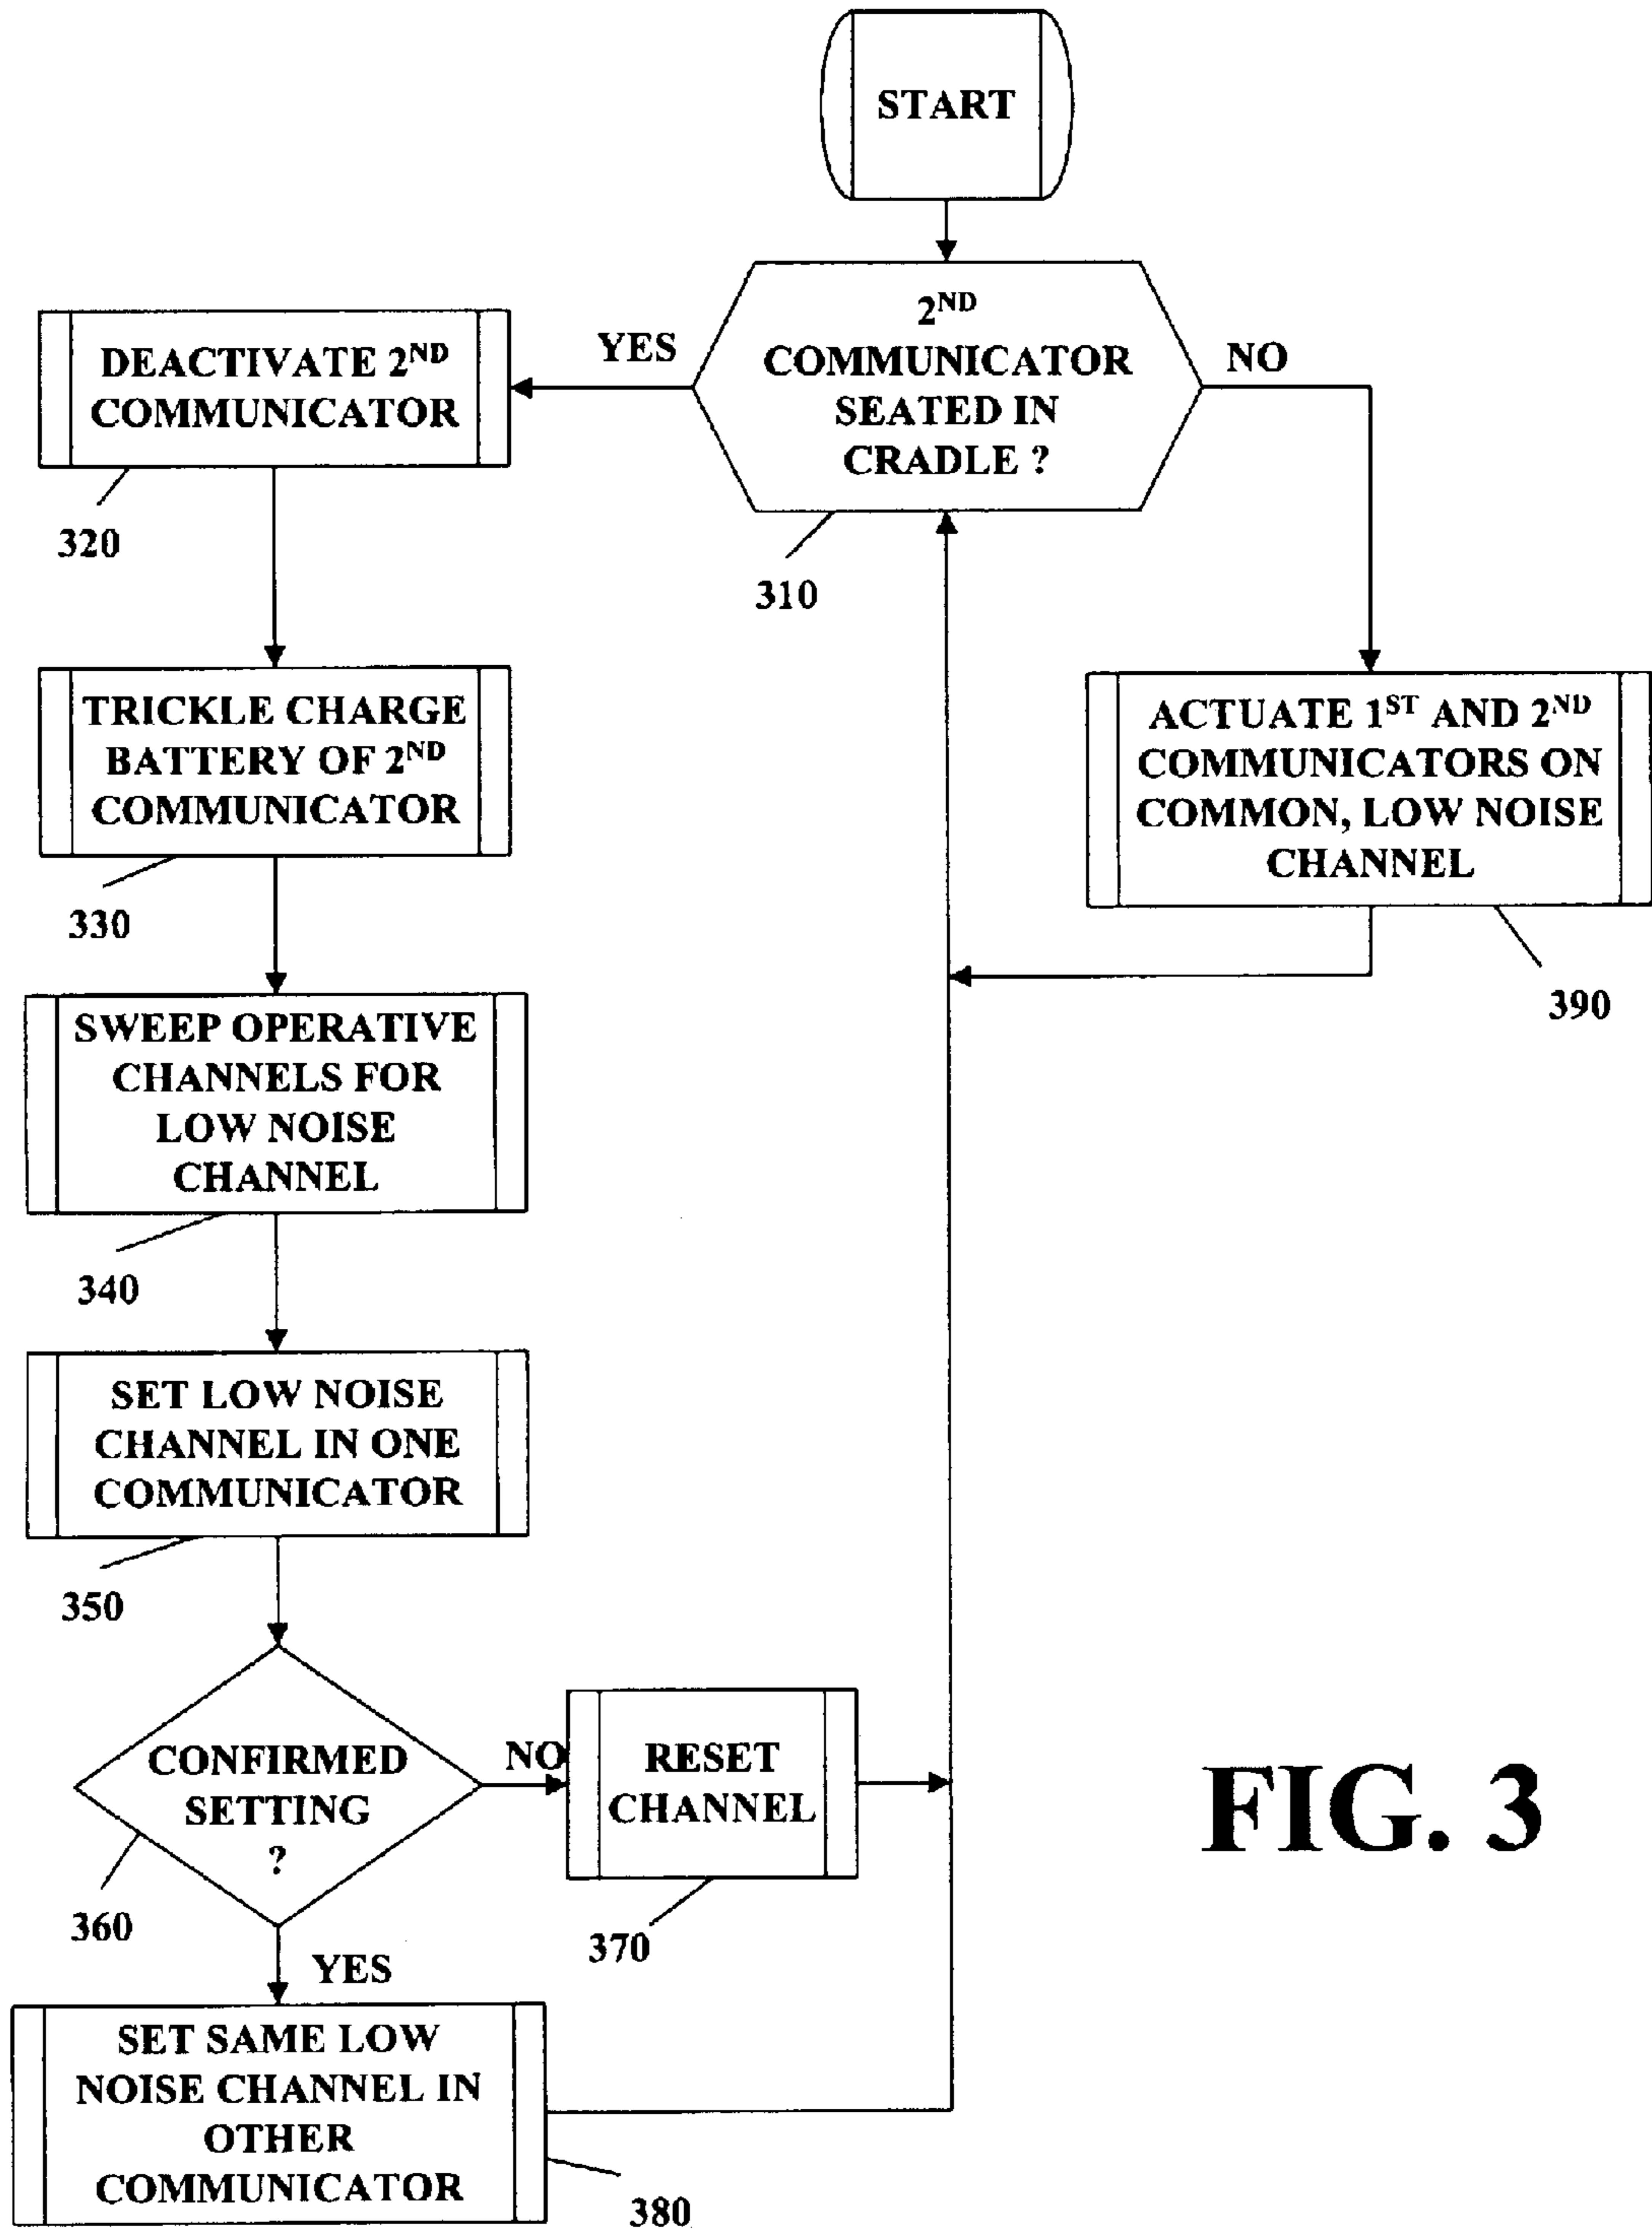 START
2ND
COMMUNICATOR
SEATED IN
CRADLE ?
YES
NO
310
DEACTIVATE 2ND
COMMUNICATOR
320
TRICKLE CHARGE
BATTERY OF 2ND
COMMUNICATOR
330
ACTUATE 1ST AND 2ND
COMMUNICATORS ON
COMMON, LOW NOISE
CHANNEL
390
SWEEP OPERATIVE
CHANNELS FOR
LOW NOISE
CHANNEL
340
SET LOW NOISE
CHANNEL IN ONE
COMMUNICATOR
350
CONFIRMED
SETTING
?
360
NO
RESET
CHANNEL
370
YES
SET SAME LOW
NOISE CHANNEL IN
OTHER
COMMUNICATOR
380
FIG. 3